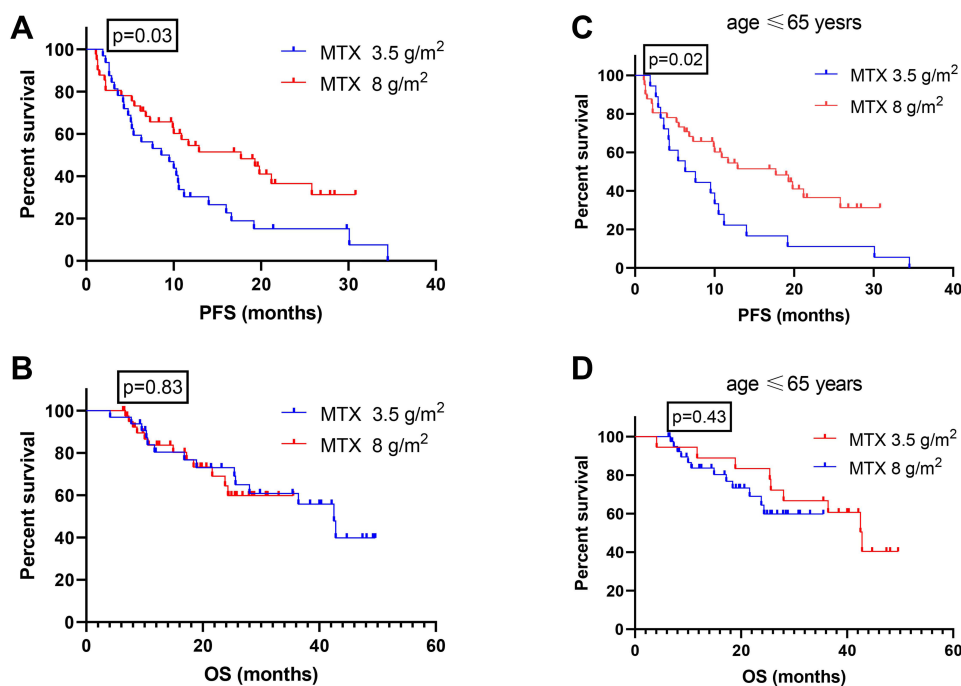 A
p=0.03
MTX 3.5 g/m²
MTX 8 g/m²
Percent survival
100
80
60
40
20
0
0 10 20 30 40
PFS (months)
C
age ≤ 65 yesrs
p=0.02
MTX 3.5 g/m²
MTX 8 g/m²
Percent survival
100
80
60
40
20
0
0 10 20 30 40
PFS (months)
B
p=0.83
MTX 3.5 g/m²
MTX 8 g/m²
Percent survival
100
80
60
40
20
0
0 20 40 60
OS (months)
D
age ≤ 65 years
p=0.43
MTX 3.5 g/m²
MTX 8 g/m²
Percent survival
100
80
60
40
20
0
0 20 40 60
OS (months)